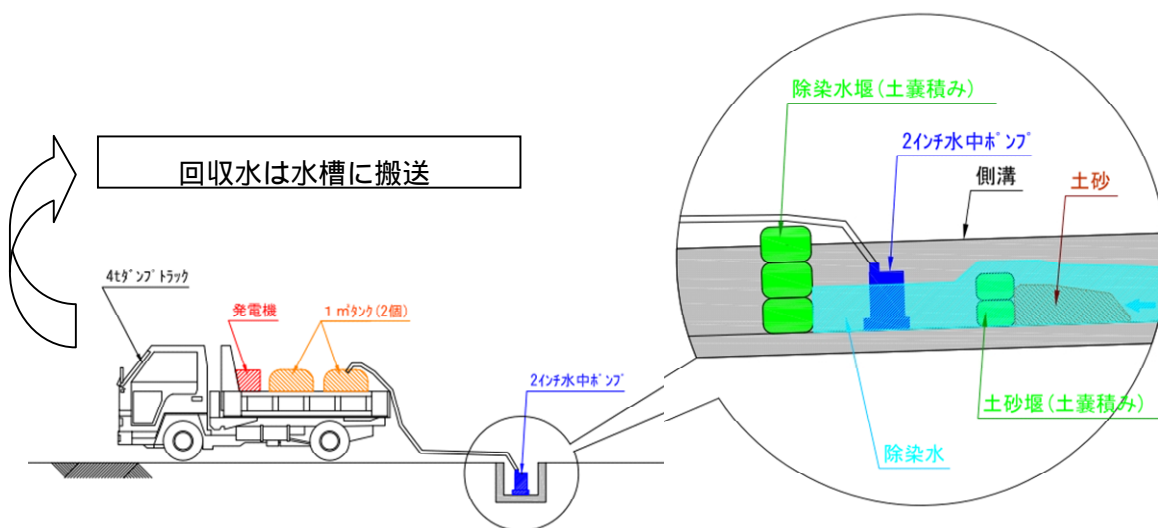 回収水は水槽に搬送
4tﾀﾞﾝﾌﾟﾄﾗｯｸ
発電機
1㎥ﾀﾝｸ(2個)
2ｲﾝﾁ水中ﾎﾟﾝﾌﾟ
除染水堰(土嚢積み)
2ｲﾝﾁ水中ﾎﾟﾝﾌﾟ
側溝
土砂
土砂堰(土嚢積み)
除染水